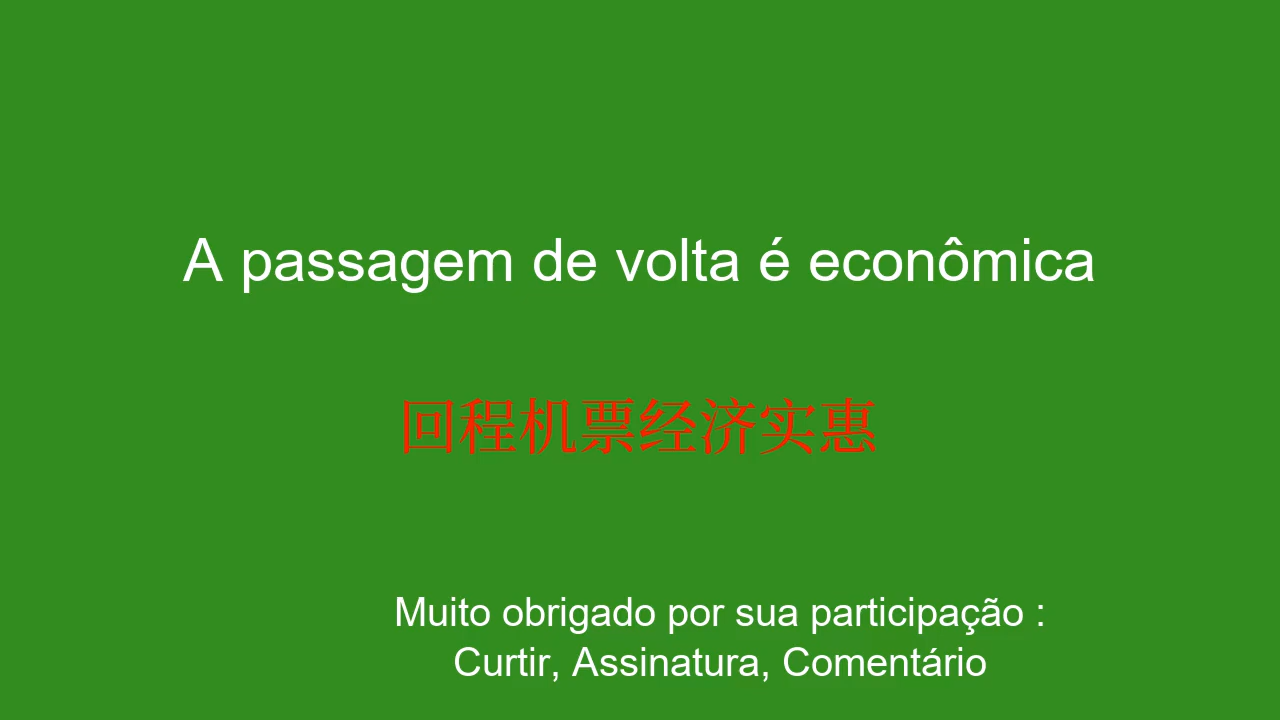 A passagem de volta é econômica
回程机票经济实惠
Muito obrigado por sua participação :
Curtir, Assinatura, Comentário